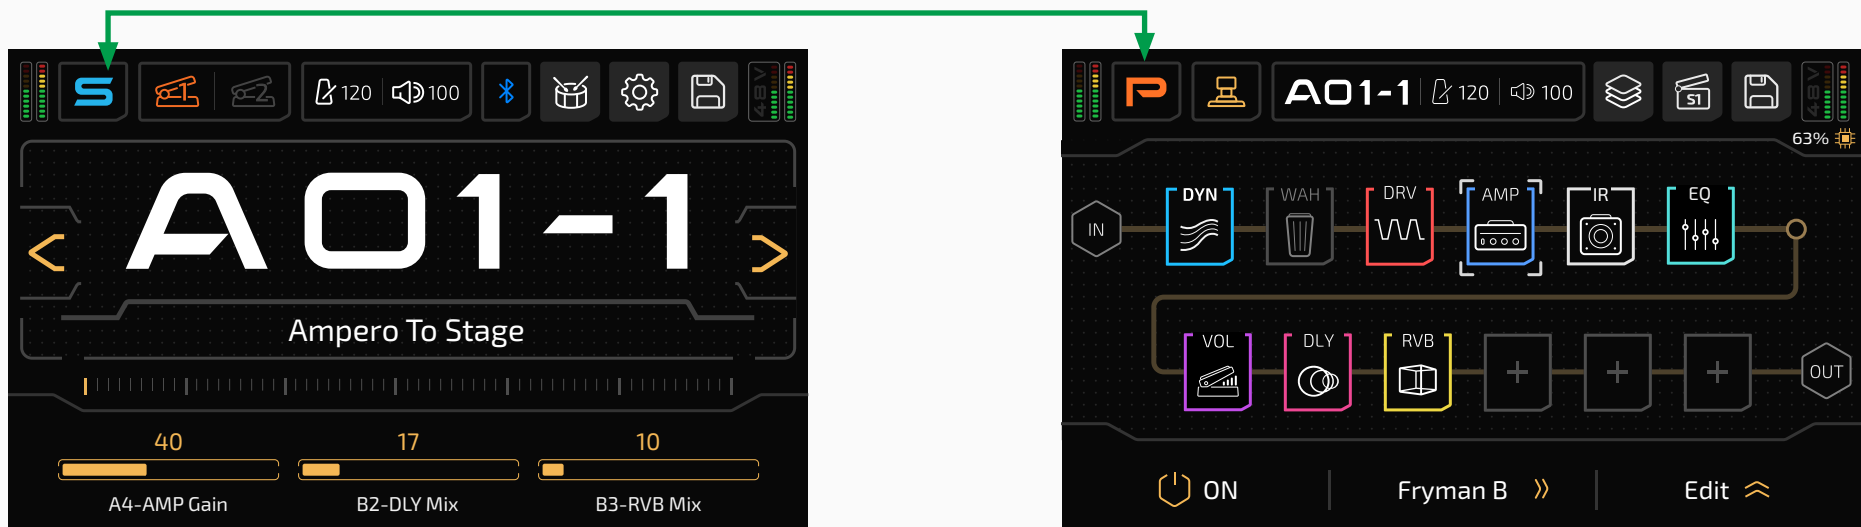 S 1 2 120 100 48V
A01-1
Ampero To Stage
40 17 10
A4-AMP Gain B2-DLY Mix B3-RVB Mix
P A01-1 120 100 S1 48V
63%
IN DYN WAH DRV AMP IR EQ
VOL DLY RVB + + + OUT
ON Fryman B Edit